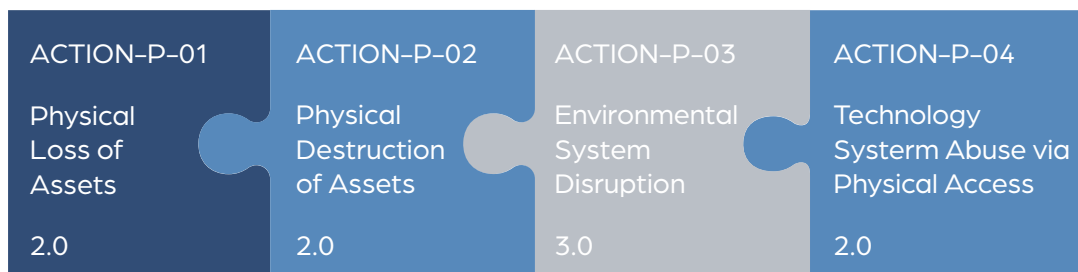 ACTION-P-01
Physical
Loss of
Assets
2.0
ACTION-P-02
Physical
Destruction
of Assets
2.0
ACTION-P-03
Environmental
System
Disruption
3.0
ACTION-P-04
Technology
Systerm Abuse via
Physical Access
2.0